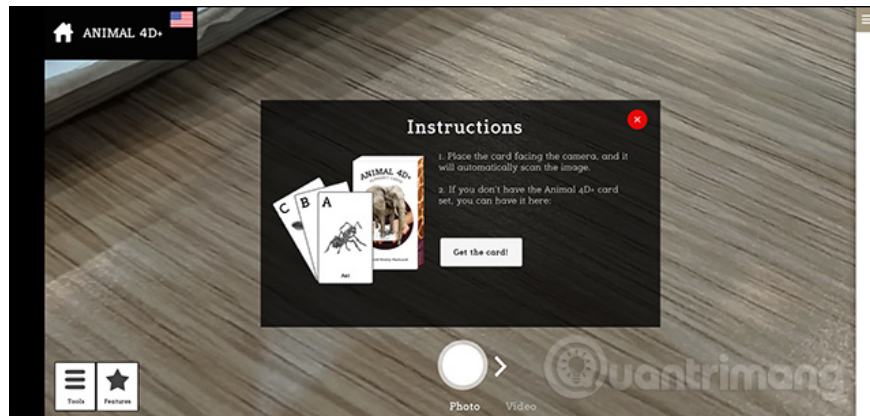 ANIMAL 4D+
Instructions
1. Place the card facing the camera, and it
will automatically scan the image.
2. If you don't have the Animal 4D+ card
set, you can have it here:
Get the card!
C
B
A
Ant
ANIMAL 4D+
Tools
Features
Photo
Video
Quantrimang